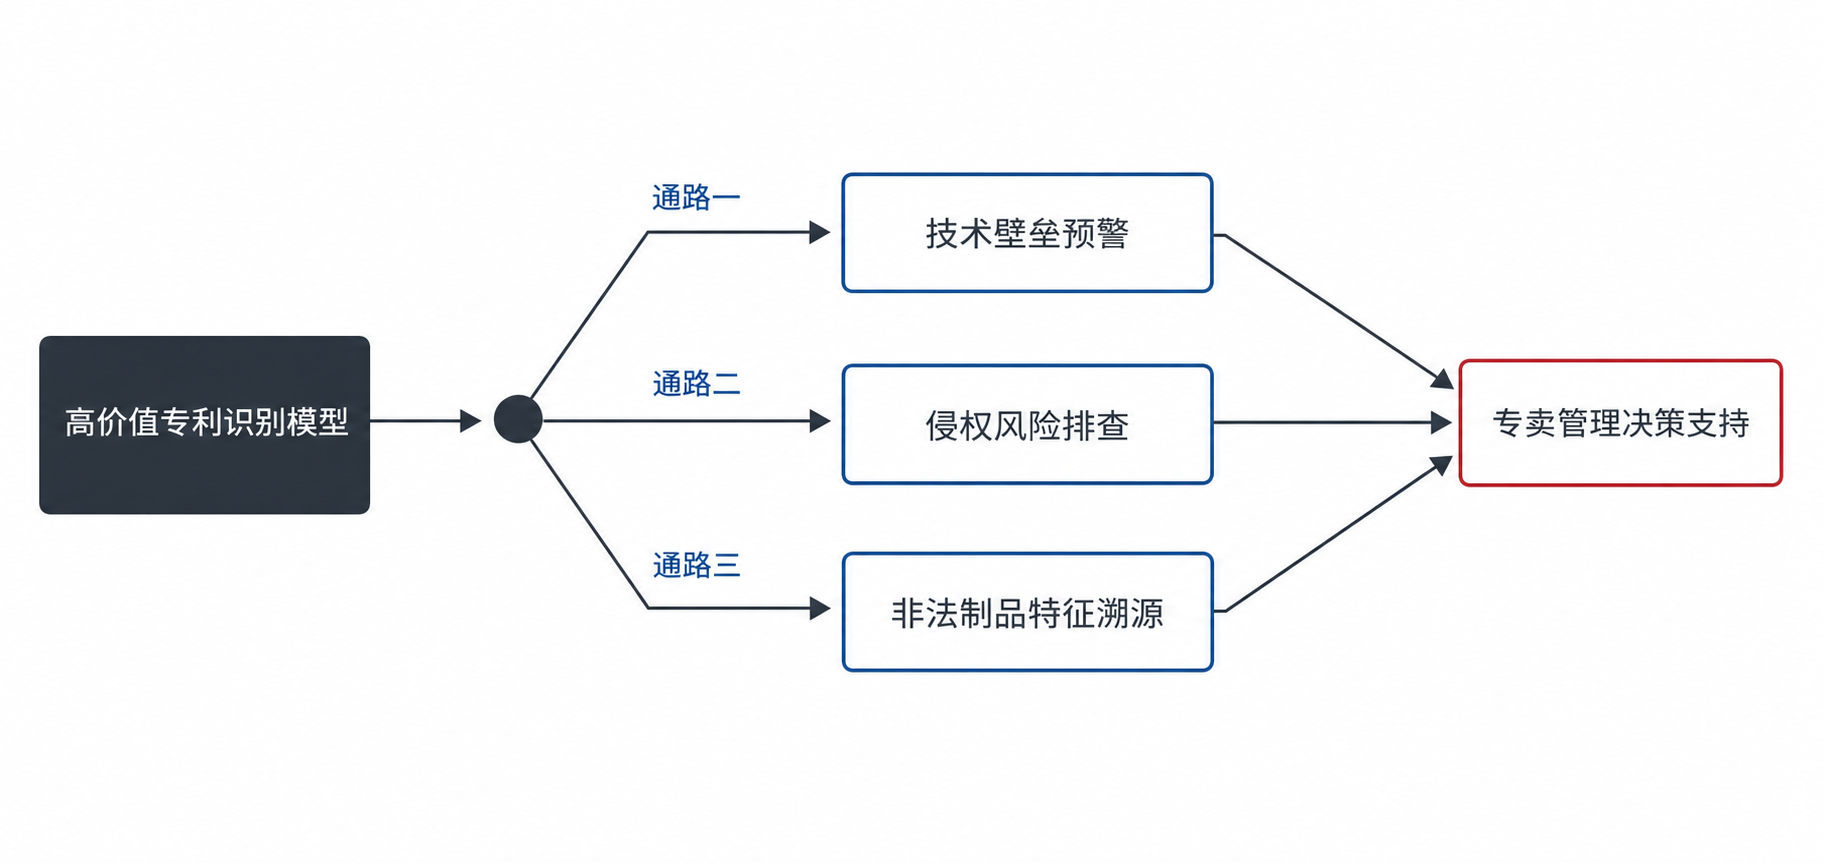 高价值专利识别模型
通路一
技术壁垒预警
通路二
侵权风险排查
通路三
非法制品特征溯源
专卖管理决策支持